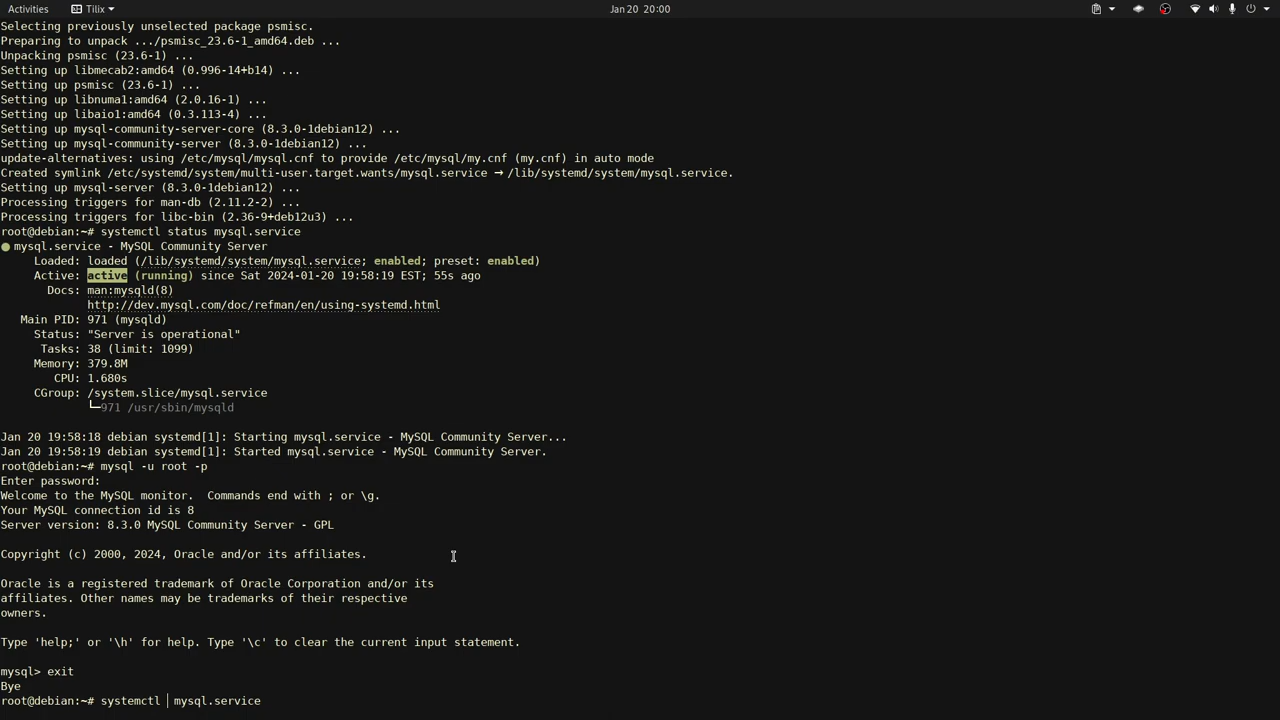 Activities Tilix Jan 20 20:00
Selecting previously unselected package psmisc.
Preparing to unpack .../psmisc_23.6-1_amd64.deb ...
Unpacking psmisc (23.6-1) ...
Setting up libmecab2:amd64 (0.996-14+b14) ...
Setting up psmisc (23.6-1) ...
Setting up libnuma1:amd64 (2.0.16-1) ...
Setting up libaio1:amd64 (0.3.113-4) ...
Setting up mysql-community-server-core (8.3.0-1debian12) ...
Setting up mysql-community-server (8.3.0-1debian12) ...
update-alternatives: using /etc/mysql/mysql.cnf to provide /etc/mysql/my.cnf (my.cnf) in auto mode
Created symlink /etc/systemd/system/multi-user.target.wants/mysql.service → /lib/systemd/system/mysql.service.
Setting up mysql-server (8.3.0-1debian12) ...
Processing triggers for man-db (2.11.2-2) ...
Processing triggers for libc-bin (2.36-9+deb12u3) ...
root@debian:~# systemctl status mysql.service
● mysql.service - MySQL Community Server
Loaded: loaded (/lib/systemd/system/mysql.service; enabled; preset: enabled)
Active: active (running) since Sat 2024-01-20 19:58:19 EST; 55s ago
Docs: man:mysqld(8)
http://dev.mysql.com/doc/refman/en/using-systemd.html
Main PID: 971 (mysqld)
Status: "Server is operational"
Tasks: 38 (limit: 1099)
Memory: 379.8M
CPU: 1.680s
CGroup: /system.slice/mysql.service
└─971 /usr/sbin/mysqld
Jan 20 19:58:18 debian systemd[1]: Starting mysql.service - MySQL Community Server...
Jan 20 19:58:19 debian systemd[1]: Started mysql.service - MySQL Community Server.
root@debian:~# mysql -u root -p
Enter password:
Welcome to the MySQL monitor.  Commands end with ; or \g.
Your MySQL connection id is 8
Server version: 8.3.0 MySQL Community Server - GPL
Copyright (c) 2000, 2024, Oracle and/or its affiliates.
Oracle is a registered trademark of Oracle Corporation and/or its
affiliates. Other names may be trademarks of their respective
owners.
Type 'help;' or '\h' for help. Type '\c' to clear the current input statement.
mysql> exit
Bye
root@debian:~# systemctl  mysql.service